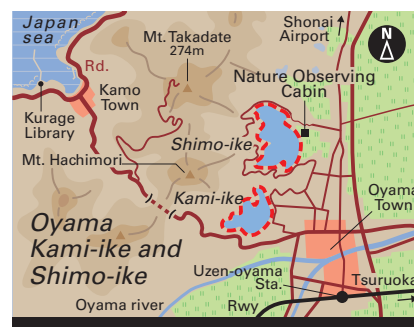 Japan
sea
Mt. Takadate
274m
Shonai
Airport
N
Rd.
Kamo
Town
Nature Observing
Cabin
Kurage
Library
Shimo-ike
Mt. Hachimori
Kami-ike
Oyama
Town
Oyama
Kami-ike and
Shimo-ike
Uzen-oyama
Sta.
Tsuruoka
Oyama river
Rwy